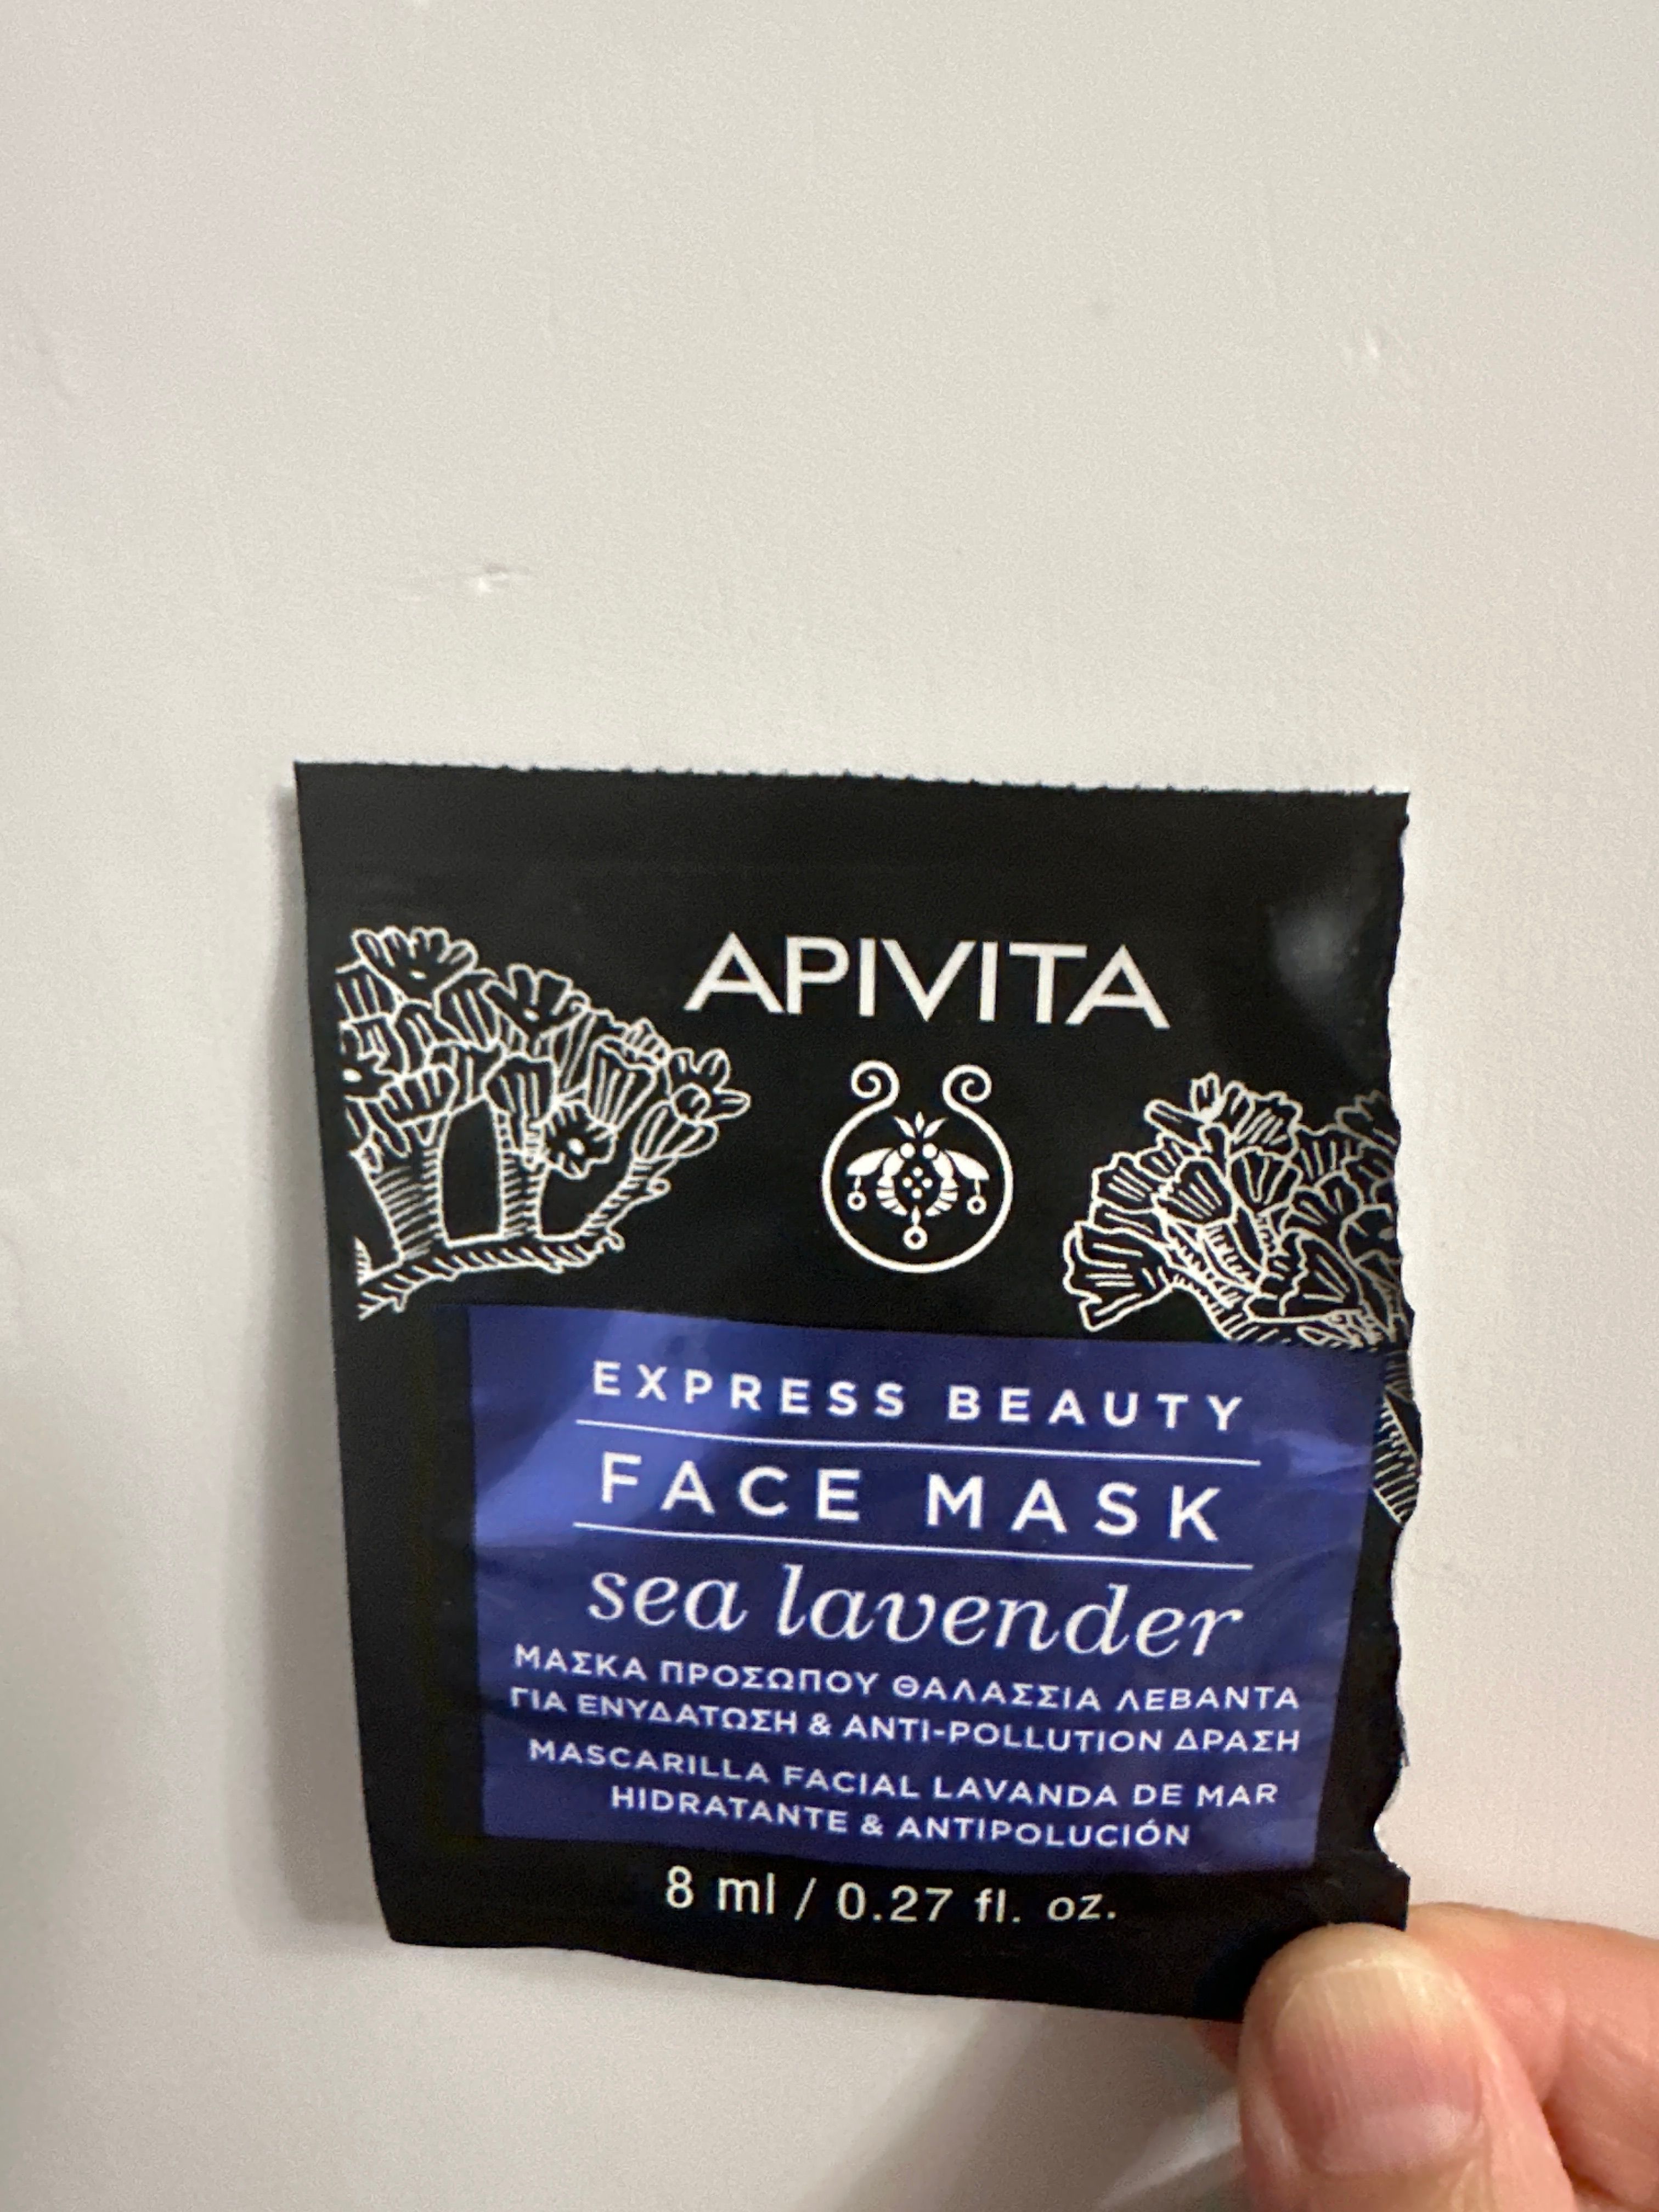 APIVITA
EXPRESS BEAUTY
FACE MASK
sea lavender
ΜΑΣΚΑ ΠΡΟΣΩΠΟΥ ΘΑΛΑΣΣΙΑ ΛΕΒΑΝΤΑ
ΓΙΑ ΕΝΥΔΑΤΩΣΗ & ANTI-POLLUTION ΔΡΑΣΗ
MASCARILLA FACIAL LAVANDA DE MAR
HIDRATANTE & ANTIPOLUCIÓN
8 ml / 0.27 fl. oz.